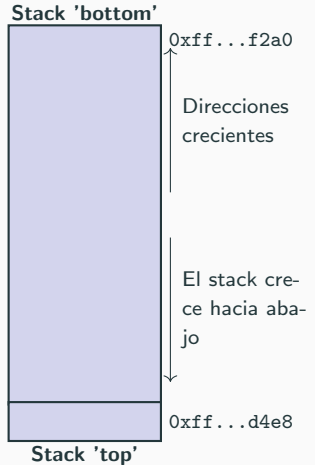 Stack 'bottom'
0xff...f2a0
Direcciones
crecientes
El stack cre-
ce hacia aba-
jo
0xff...d4e8
Stack 'top'